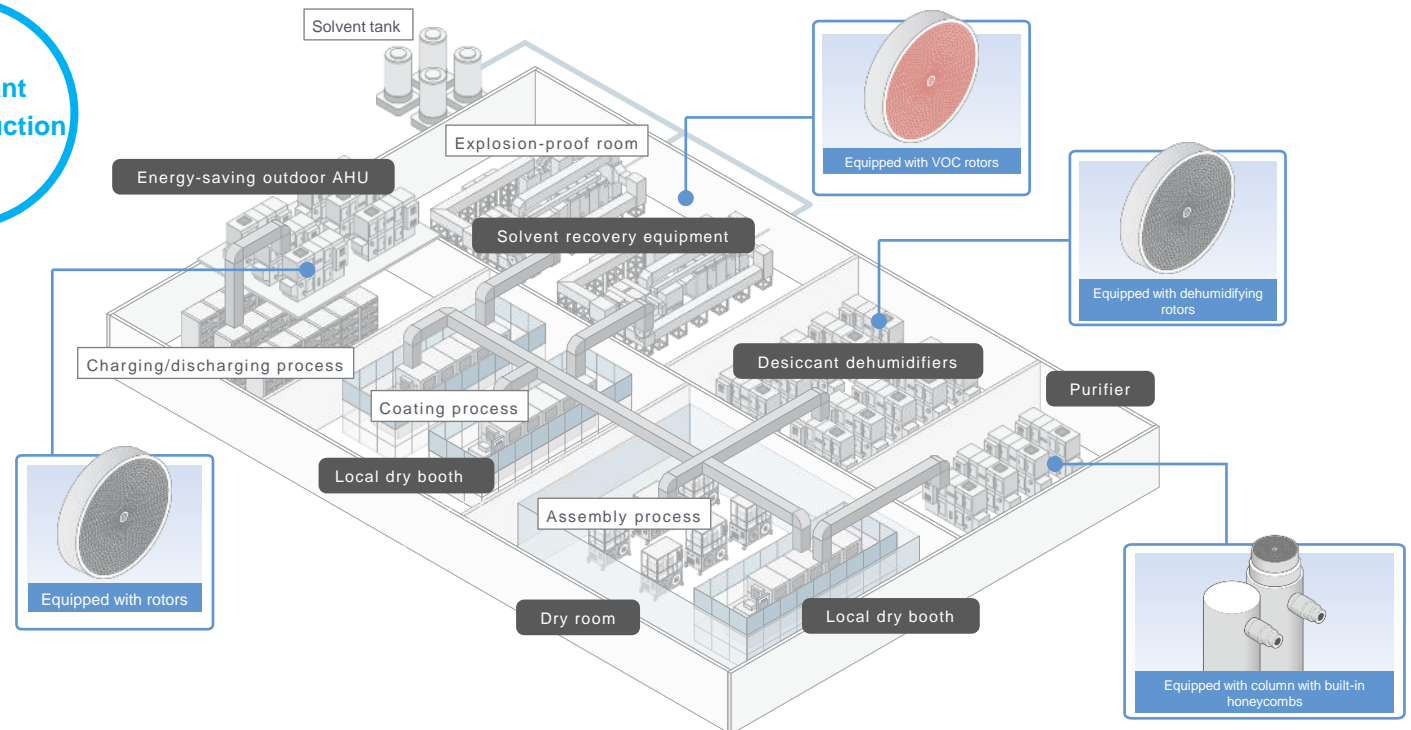 Solvent tank
Explosion-proof room
Energy-saving outdoor AHU
Solvent recovery equipment
Equipped with VOC rotors
Equipped with dehumidifying
rotors
Charging/discharging process
Coating process
Desiccant dehumidifiers
Purifier
Local dry booth
Assembly process
Equipped with rotors
Dry room
Local dry booth
Equipped with column with built-in
honeycombs